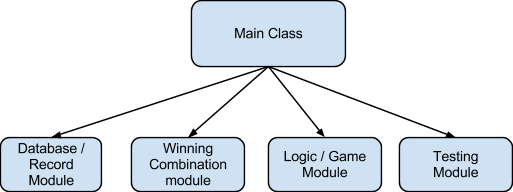 Main Class
Database /
Record
Module
Winning
Combination
module
Logic / Game
Module
Testing
Module